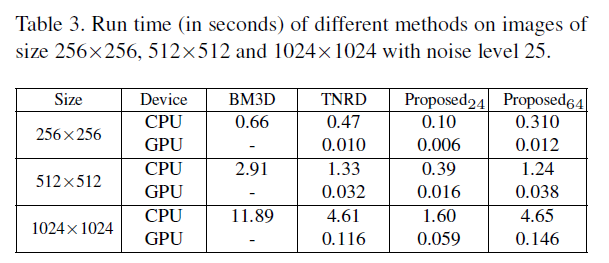 Table 3. Run time (in seconds) of different methods on images of
size 256×256, 512×512 and 1024×1024 with noise level 25.
Size Device BM3D TNRD Proposed24 Proposed64
256×256 CPU 0.66 0.47 0.10 0.310
GPU - 0.010 0.006 0.012
512×512 CPU 2.91 1.33 0.39 1.24
GPU - 0.032 0.016 0.038
1024×1024 CPU 11.89 4.61 1.60 4.65
GPU - 0.116 0.059 0.146